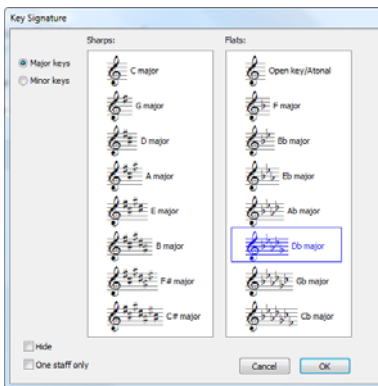 Key Signature
Sharps:
Flats:
Major keys
Minor keys
C major
G major
D major
A major
E major
B major
F# major
C# major
Open key/Atonal
F major
Bb major
Eb major
Ab major
Db major
Gb major
Cb major
Hide
One staff only
Cancel
OK